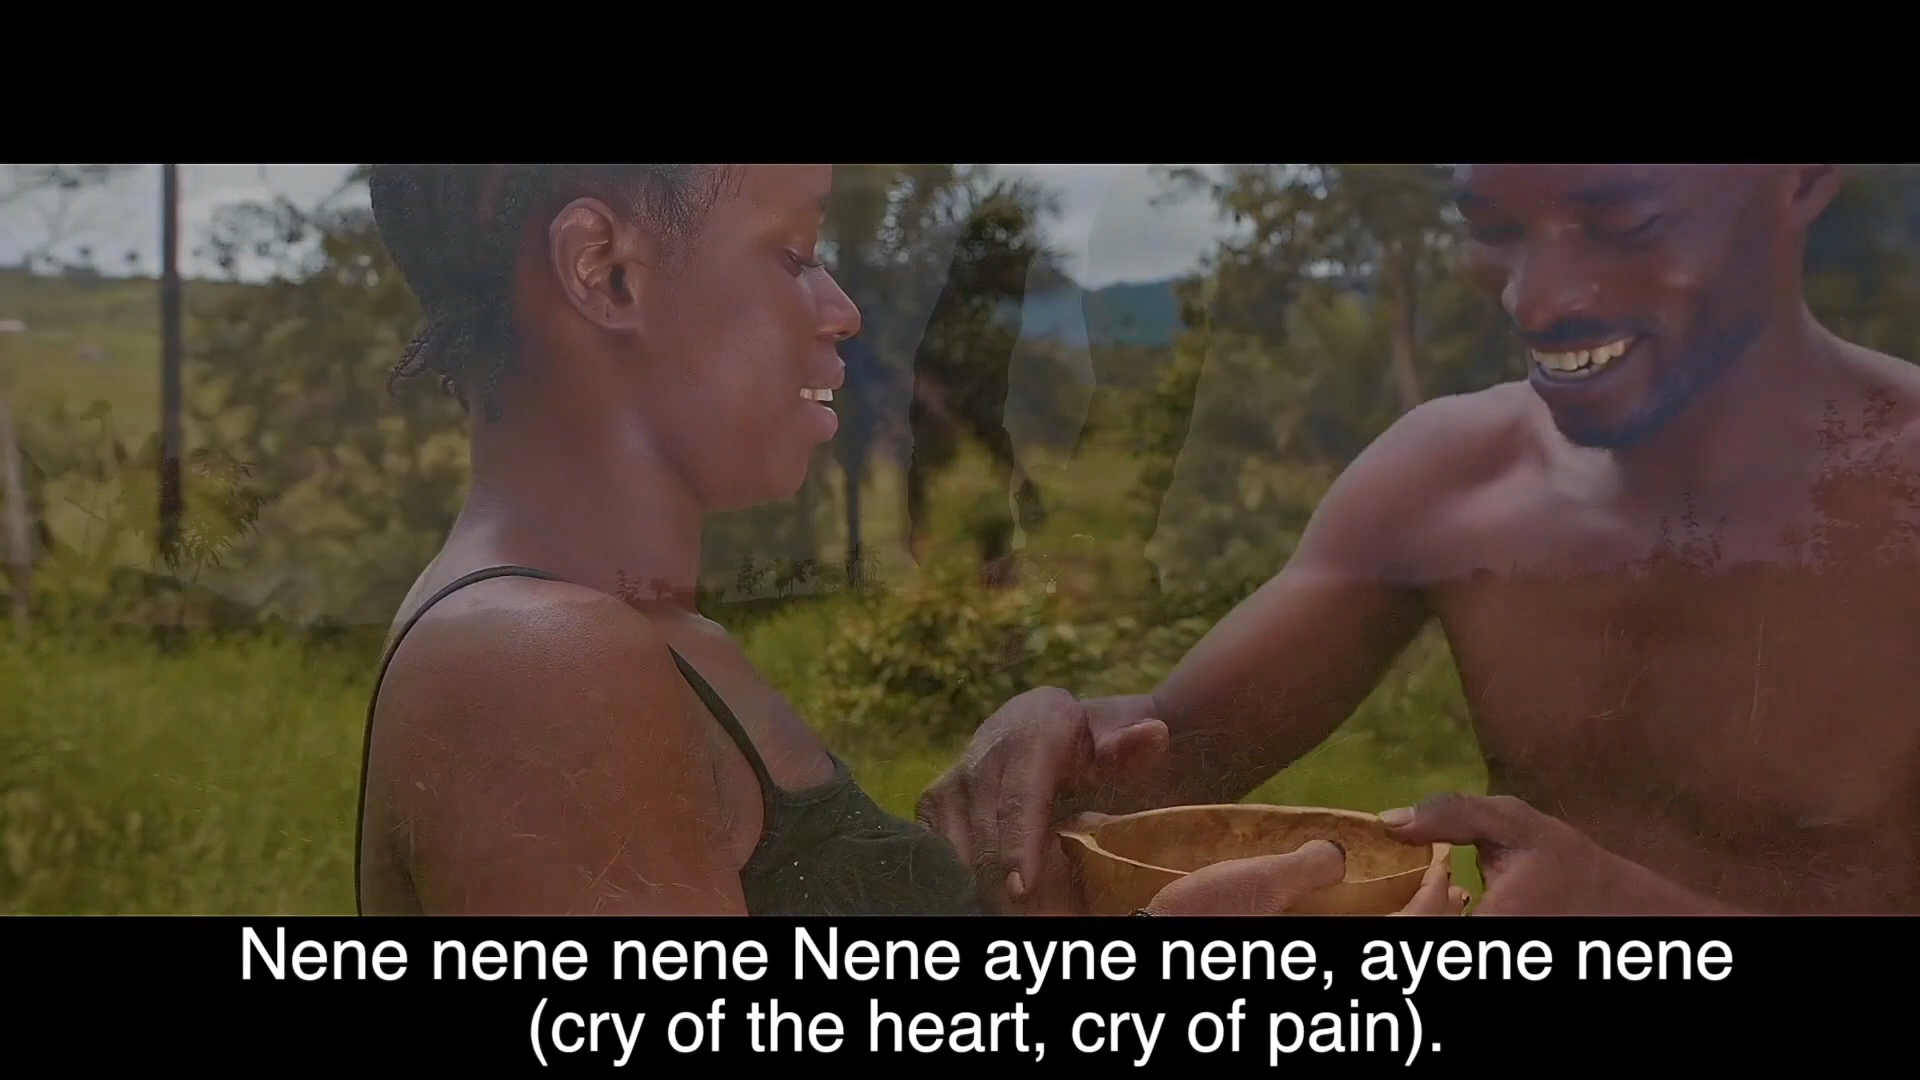 Nene nene nene Nene ayne nene, ayene nene
(cry of the heart, cry of pain).